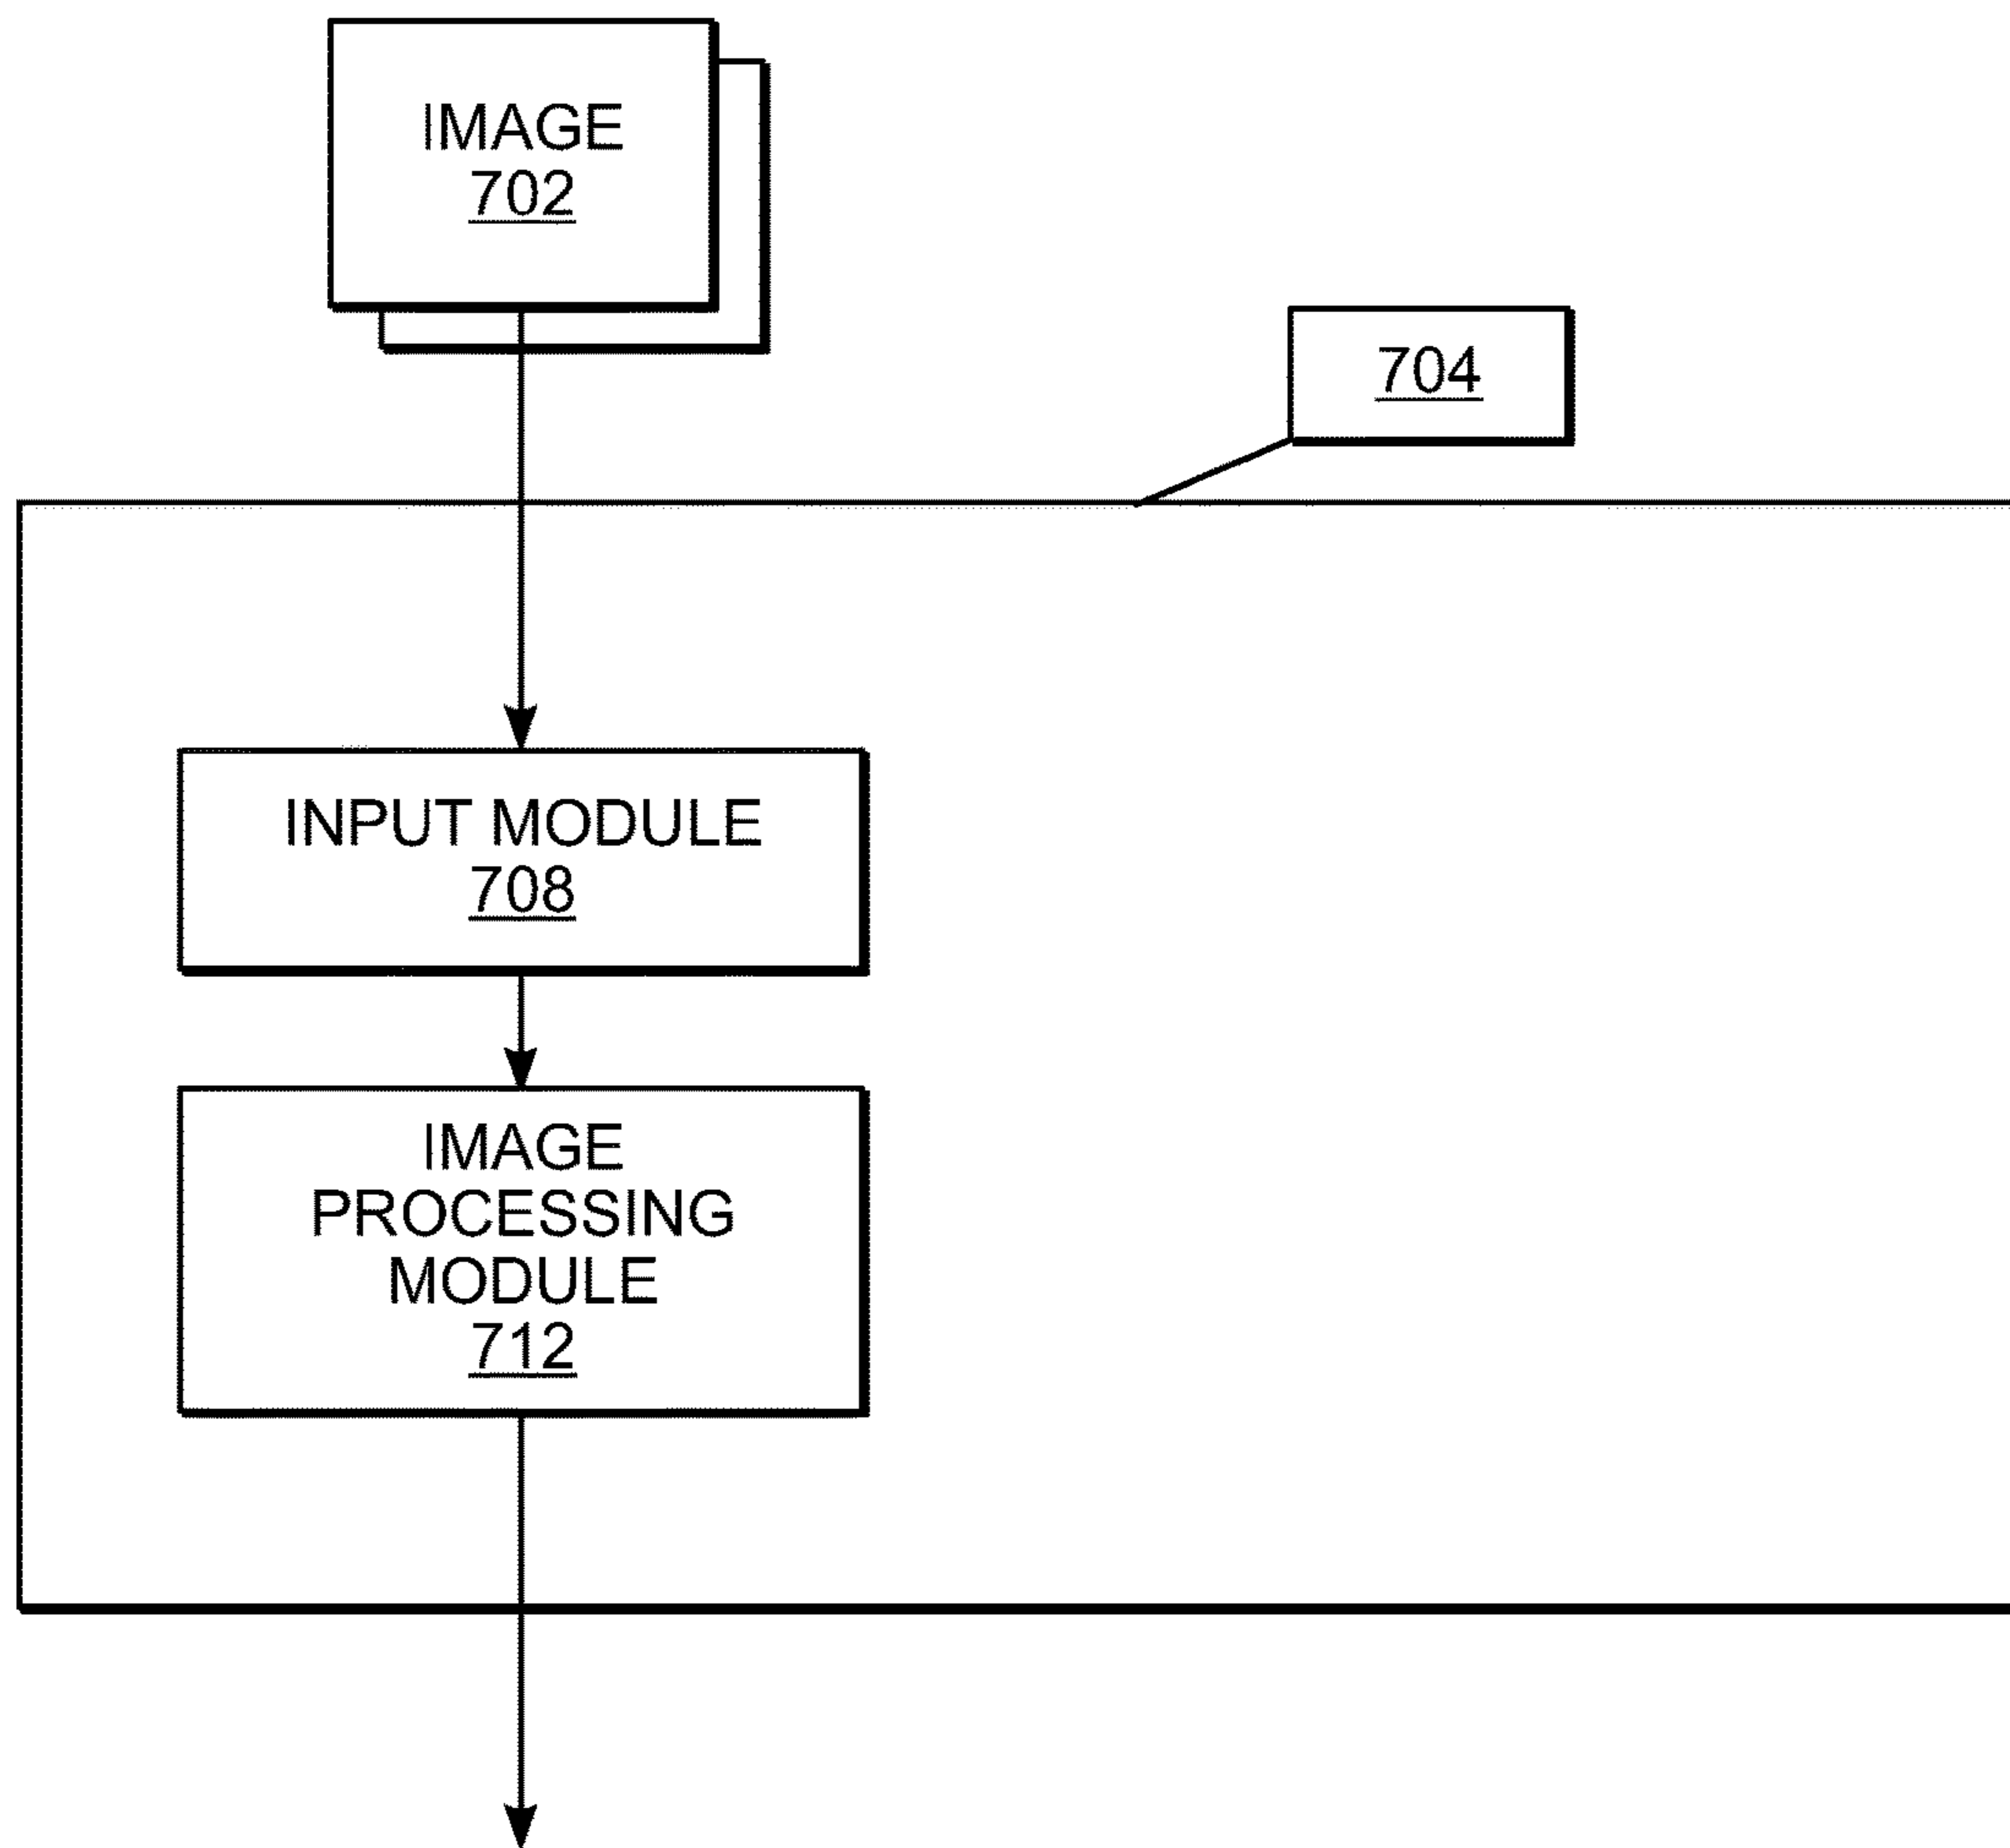 IMAGE
702
704
INPUT MODULE
708
IMAGE
PROCESSING
MODULE
712